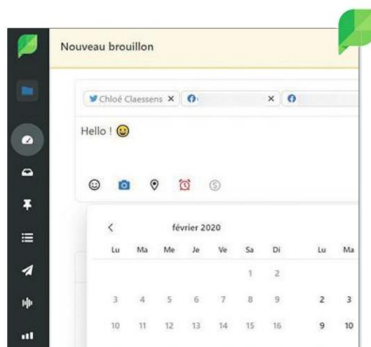 Nouveau brouillon
Chloé Claessens
Hello ! 😀
février 2020
Lu Ma Me Je Ve Sa Di Lu Ma
1 2
3 4 5 6 7 8 9 2 3
10 11 12 13 14 15 16 9 10